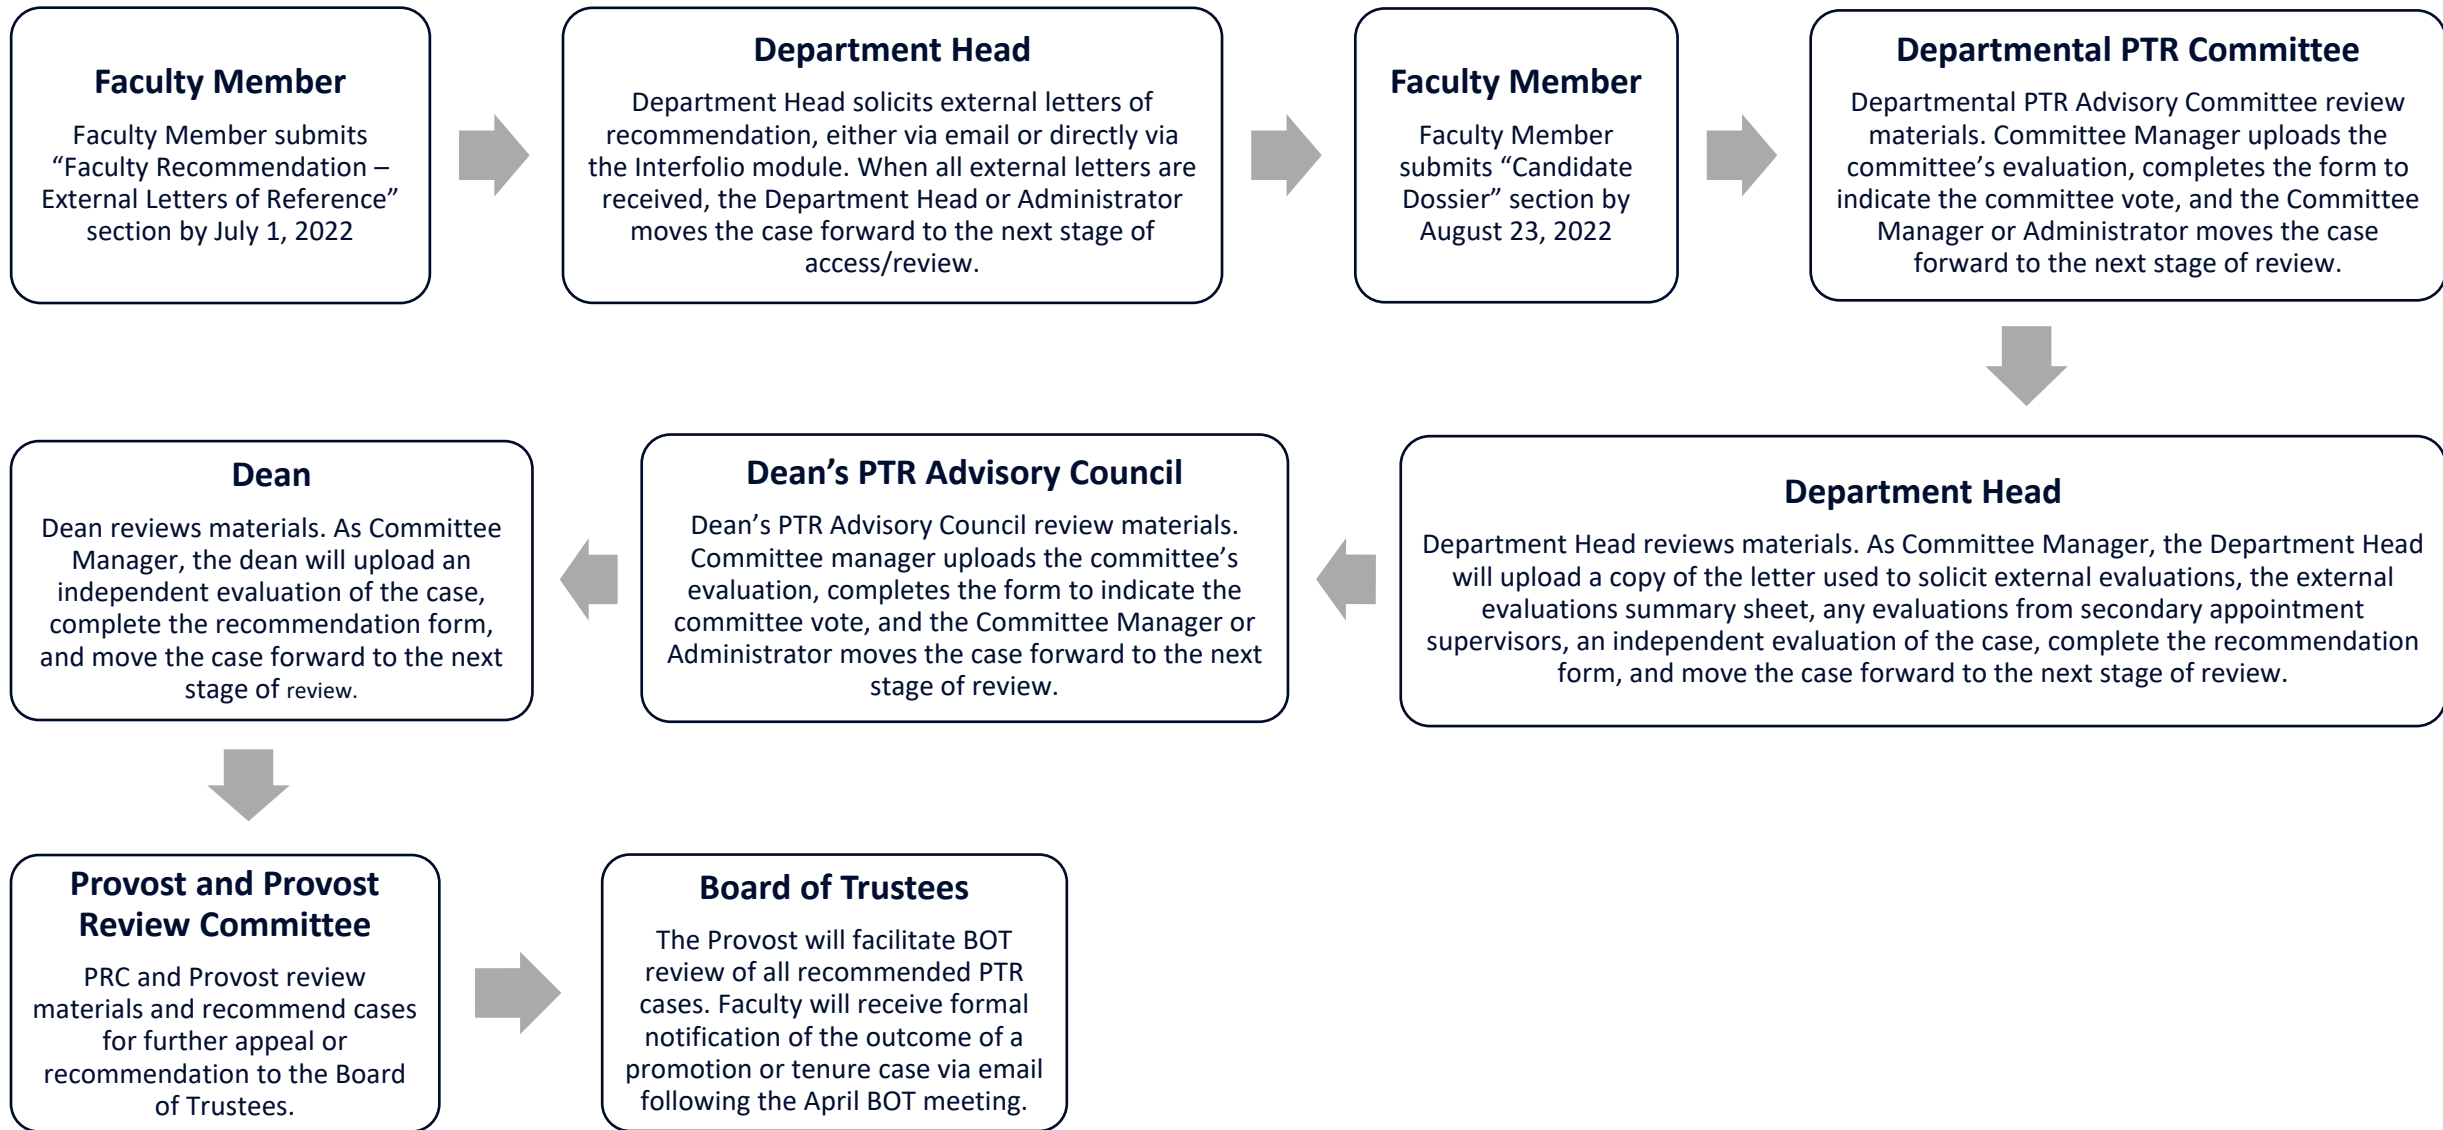 Faculty Member
Faculty Member submits
“Faculty Recommendation –
External Letters of Reference”
section by July 1, 2022
Department Head
Department Head solicits external letters of
recommendation, either via email or directly via
the Interfolio module. When all external letters are
received, the Department Head or Administrator
moves the case forward to the next stage of
access/review.
Faculty Member
Faculty Member
submits “Candidate
Dossier” section by
August 23, 2022
Departmental PTR Committee
Departmental PTR Advisory Committee review
materials. Committee Manager uploads the
committee’s evaluation, completes the form to
indicate the committee vote, and the Committee
Manager or Administrator moves the case
forward to the next stage of review.
Department Head
Department Head reviews materials. As Committee Manager, the Department Head
will upload a copy of the letter used to solicit external evaluations, the external
evaluations summary sheet, any evaluations from secondary appointment
supervisors, an independent evaluation of the case, complete the recommendation
form, and move the case forward to the next stage of review.
Dean’s PTR Advisory Council
Dean’s PTR Advisory Council review materials.
Committee manager uploads the committee’s
evaluation, completes the form to indicate the
committee vote, and the Committee Manager or
Administrator moves the case forward to the next
stage of review.
Dean
Dean reviews materials. As Committee
Manager, the dean will upload an
independent evaluation of the case,
complete the recommendation form,
and move the case forward to the next
stage of review.
Provost and Provost
Review Committee
PRC and Provost review
materials and recommend cases
for further appeal or
recommendation to the Board
of Trustees.
Board of Trustees
The Provost will facilitate BOT
review of all recommended PTR
cases. Faculty will receive formal
notification of the outcome of a
promotion or tenure case via email
following the April BOT meeting.